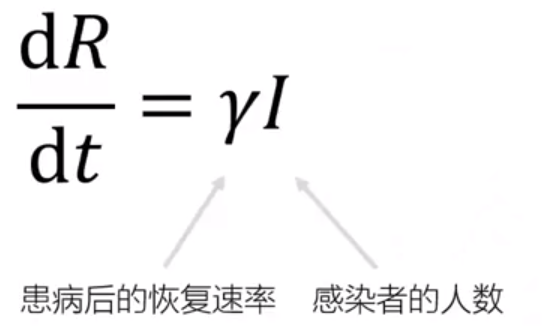 dR/dt = γI
患病后的恢复速率 感染者的人数